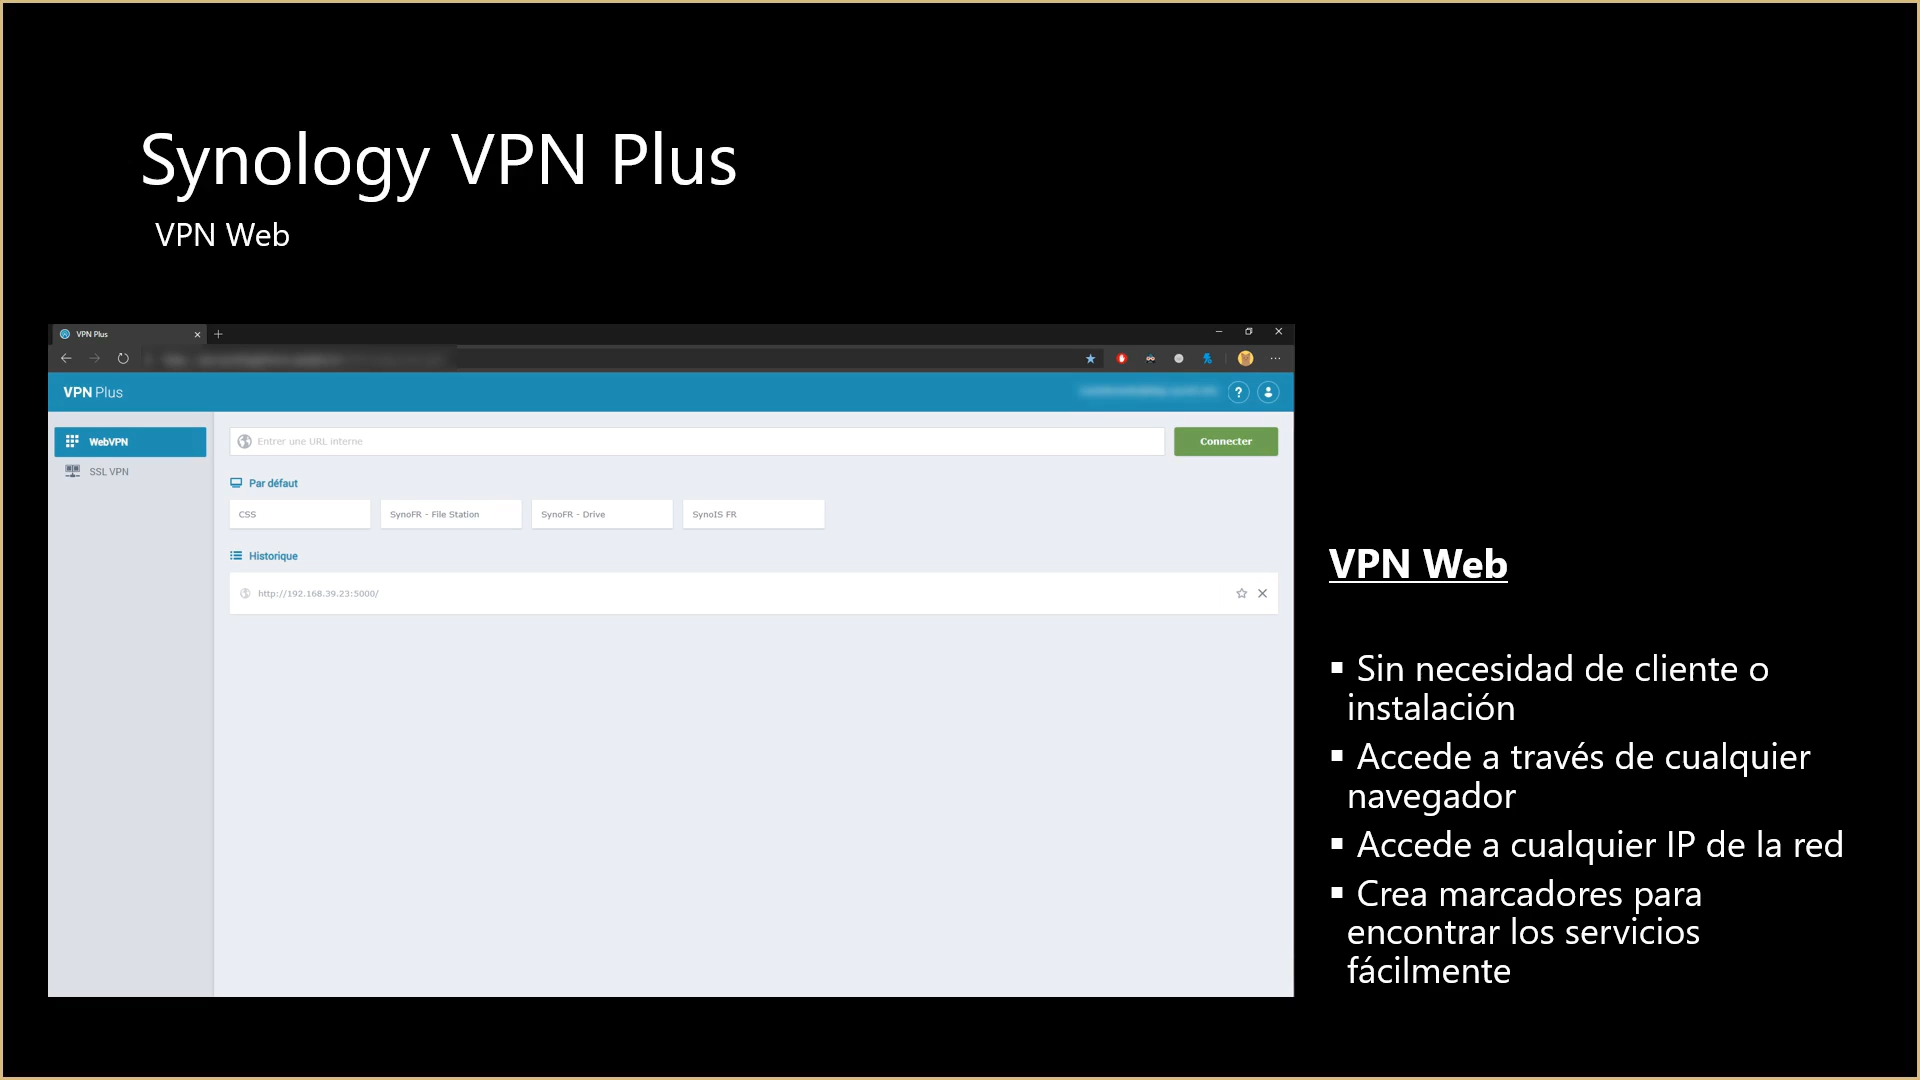 Synology VPN Plus
VPN Web
VPN Plus
VPN Plus
WebVPN
SSL VPN
Entrer une URL interne
Connecter
Par défaut
CSS
SynoFR - File Station
SynoFR - Drive
SynoIS FR
Historique
http://192.168.39.23:5000/
VPN Web
▪ Sin necesidad de cliente o
instalación
▪ Accede a través de cualquier
navegador
▪ Accede a cualquier IP de la red
▪ Crea marcadores para
encontrar los servicios
fácilmente